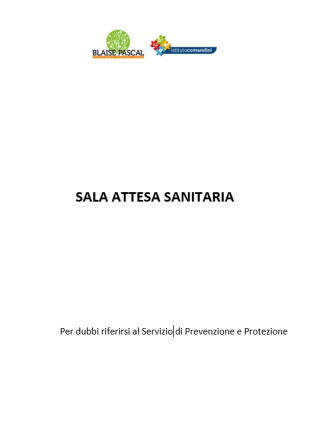 BLAISE PASCAL
istitutocomandini
SALA ATTESA SANITARIA
Per dubbi riferirsi al Servizio di Prevenzione e Protezione